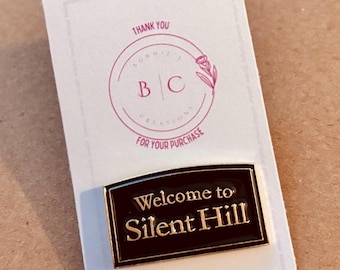 THANK YOU
BONNIE'S
B | C
CREATIONS
FOR YOUR PURCHASE
Welcome to
Silent Hill